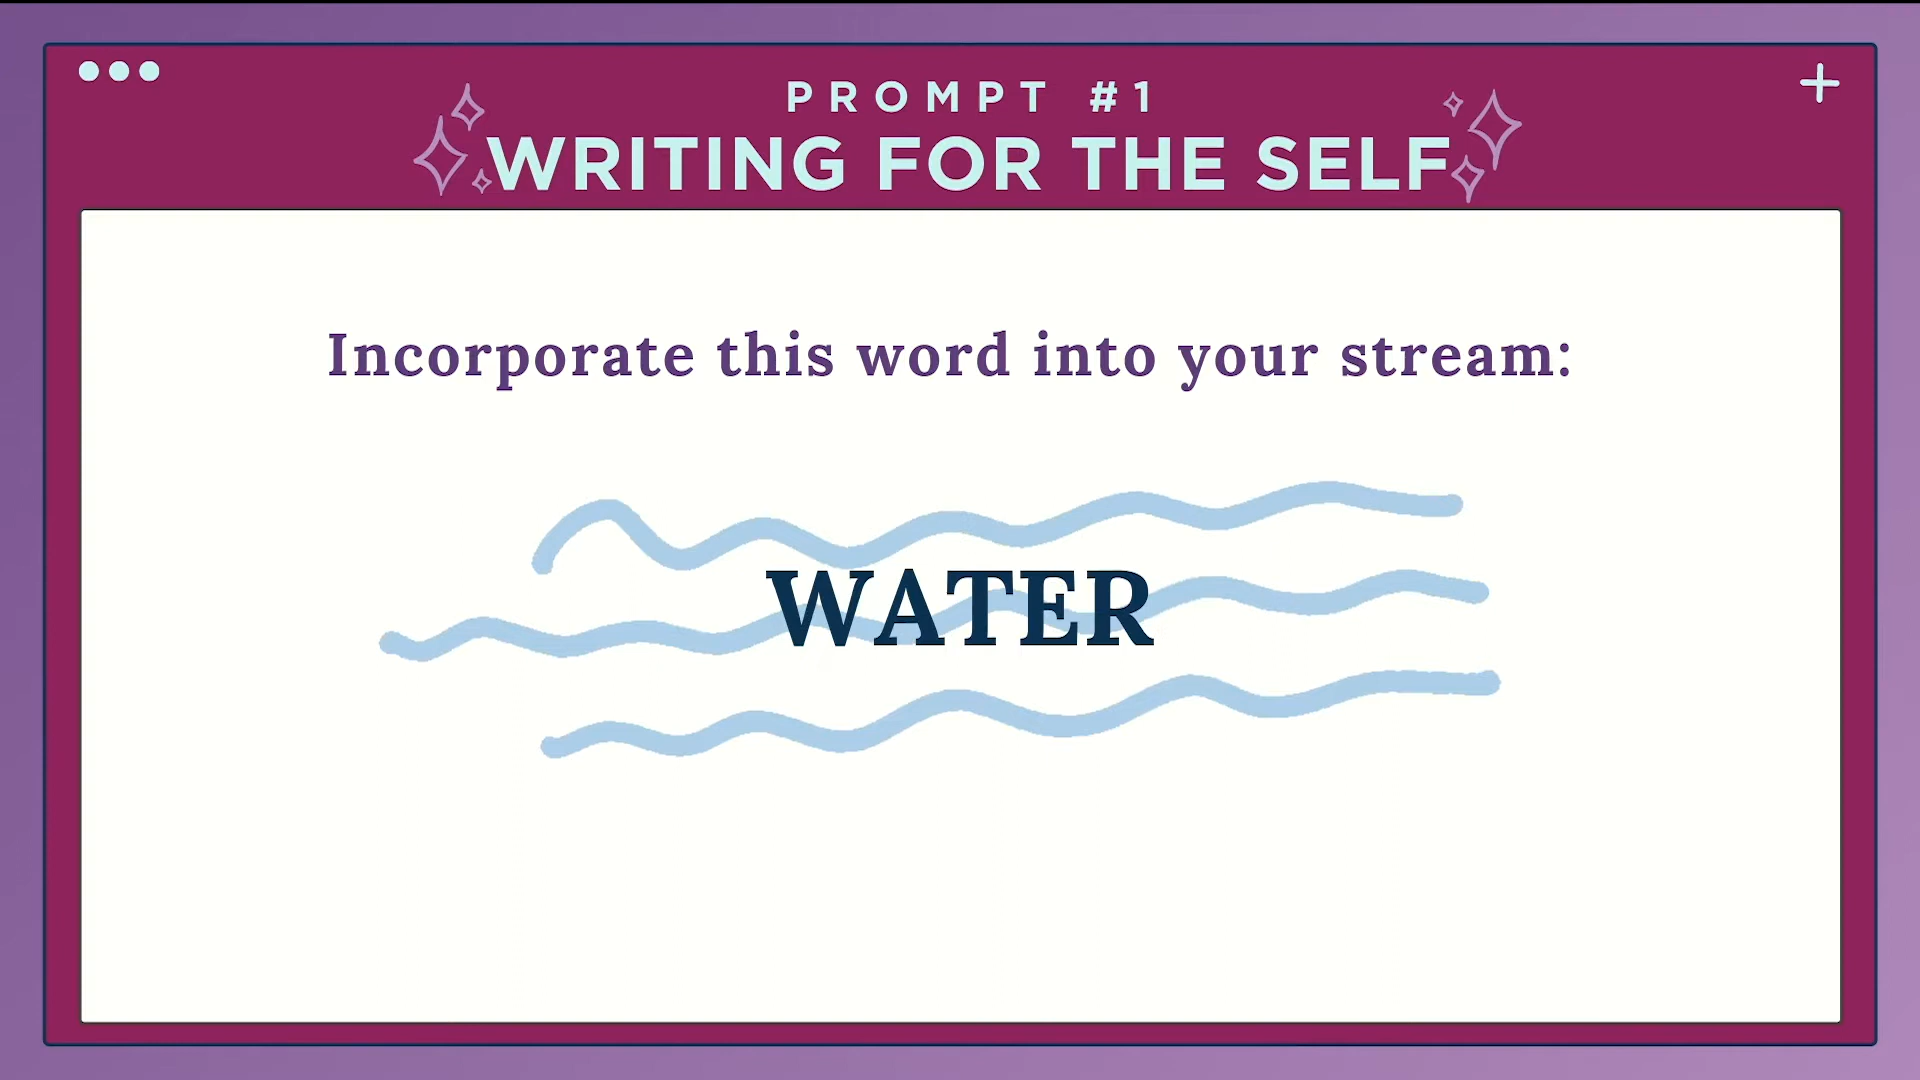 PROMPT #1
WRITING FOR THE SELF
Incorporate this word into your stream:
WATER